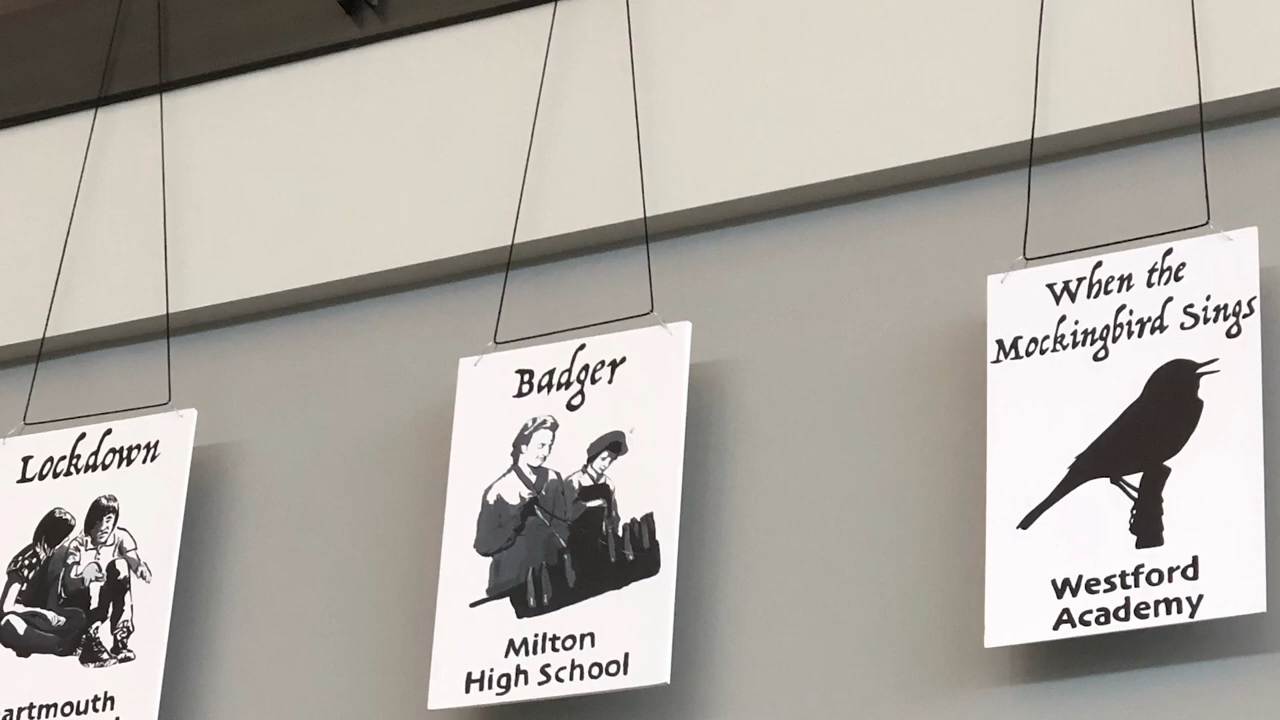 Lockdown
Badger
Milton
High School
When the
Mockingbird Sings
Westford
Academy